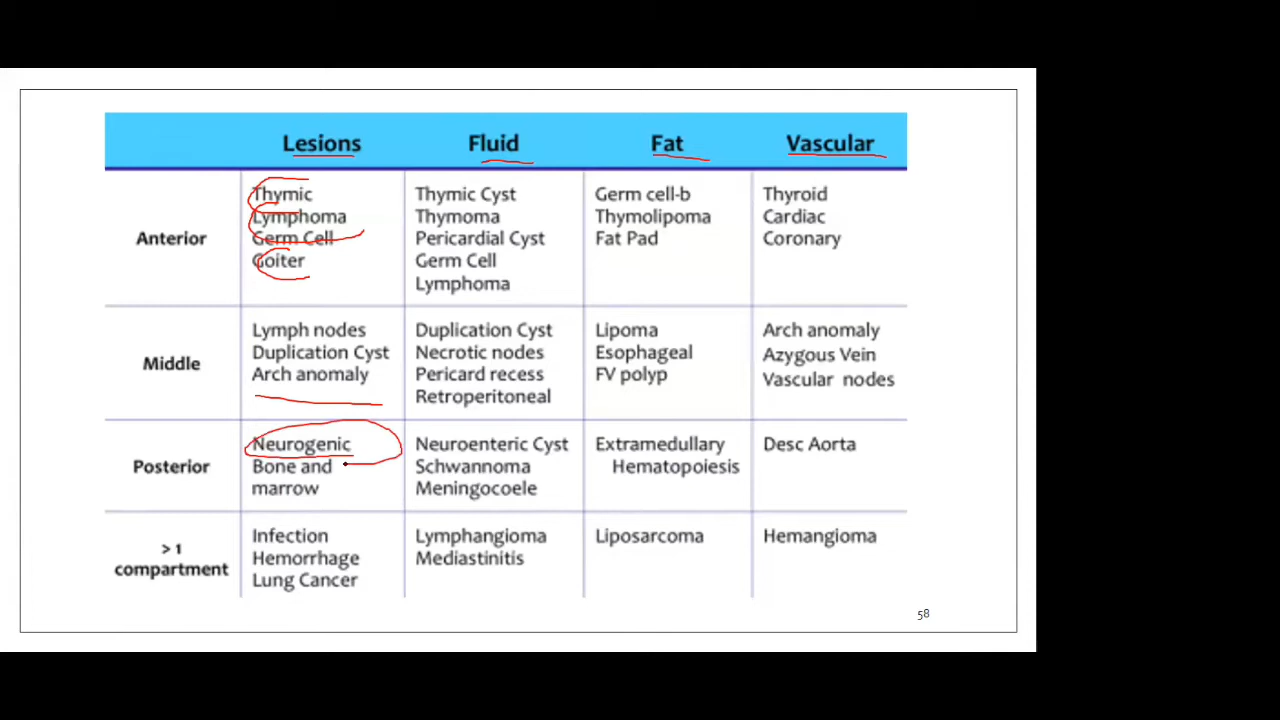 Lesions Fluid Fat Vascular
Thymic Thymic Cyst Germ cell-b Thyroid
Lymphoma Thymoma Thymolipoma Cardiac
Anterior Germ Cell Pericardial Cyst Fat Pad Coronary
Goiter Germ Cell
Lymphoma
Lymph nodes Duplication Cyst Lipoma Arch anomaly
Middle Duplication Cyst Necrotic nodes Esophageal Azygous Vein
Arch anomaly Pericard recess FV polyp Vascular nodes
Retroperitoneal
Neurogenic Neuroenteric Cyst Extramedullary Desc Aorta
Posterior Bone and Schwannoma Hematopoiesis
marrow Meningocoele
Infection Lymphangioma Liposarcoma Hemangioma
> 1 Hemorrhage Mediastinitis
compartment Lung Cancer
58